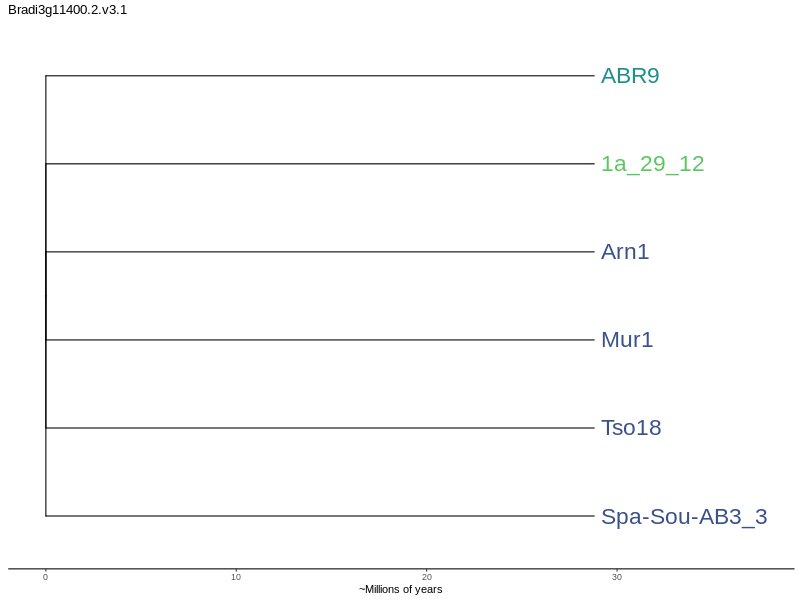 Bradi3g11400.2.v3.1
ABR9
1a_29_12
Arn1
Mur1
Tso18
Spa-Sou-AB3_3
0 10 20 30
~Millions of years